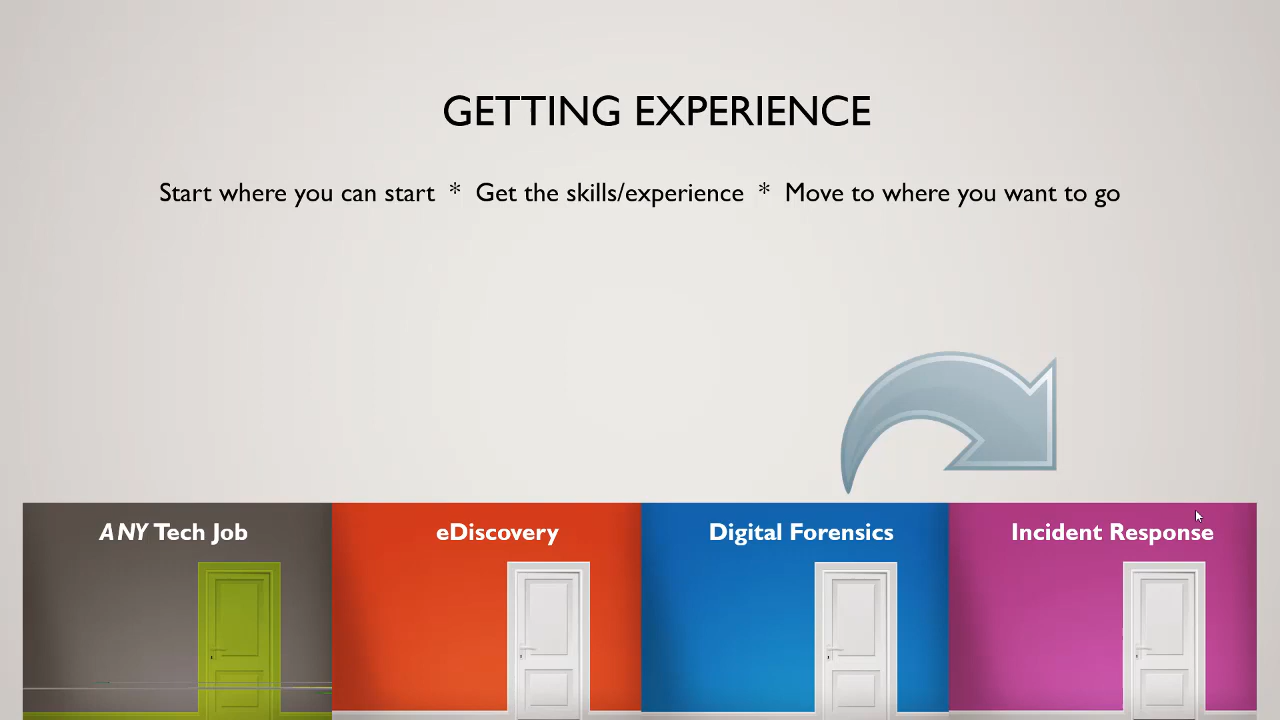 GETTING EXPERIENCE
Start where you can start * Get the skills/experience * Move to where you want to go
ANY Tech Job
eDiscovery
Digital Forensics
Incident Response